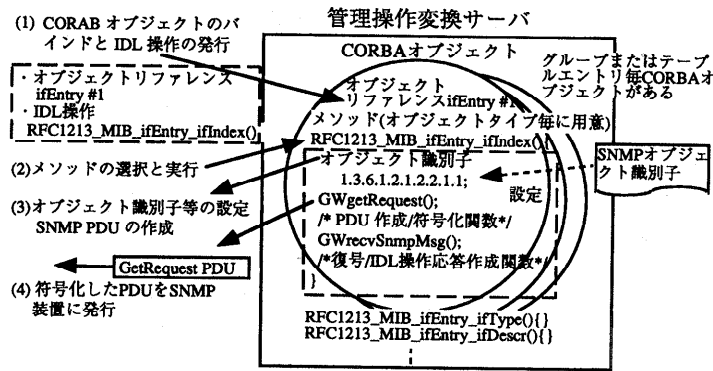 管理操作変換サーバ
(1) CORAB オブジェクトのバ
インドと IDL 操作の発行
・オブジェクトリファレンス
ifEntry #1
・IDL操作
RFC1213_MIB_ifEntry_ifIndex()
(2)メソッドの選択と実行
(3)オブジェクト識別子等の設定
SNMP PDU の作成
GetRequest PDU
(4) 符号化したPDUをSNMP
装置に発行
CORBAオブジェクト
オブジェクト
リファレンスifEntry #1
メソッド(オブジェクトタイプ毎に用意)
RFC1213_MIB_ifEntry_ifIndex(){
オブジェクト識別子
1.3.6.1.2.1.2.2.1.1;
設定
GWgetRequest();
/* PDU 作成/符号化関数*/
GWrecvSnmpMsg();
/*復号/IDL操作応答作成関数*/
}
RFC1213_MIB_ifEntry_ifType(){}
RFC1213_MIB_ifEntry_ifDescr(){}
グループまたはテーブ
ルエントリ毎CORBAオ
ブジェクトがある
SNMPオブジェ
クト識別子